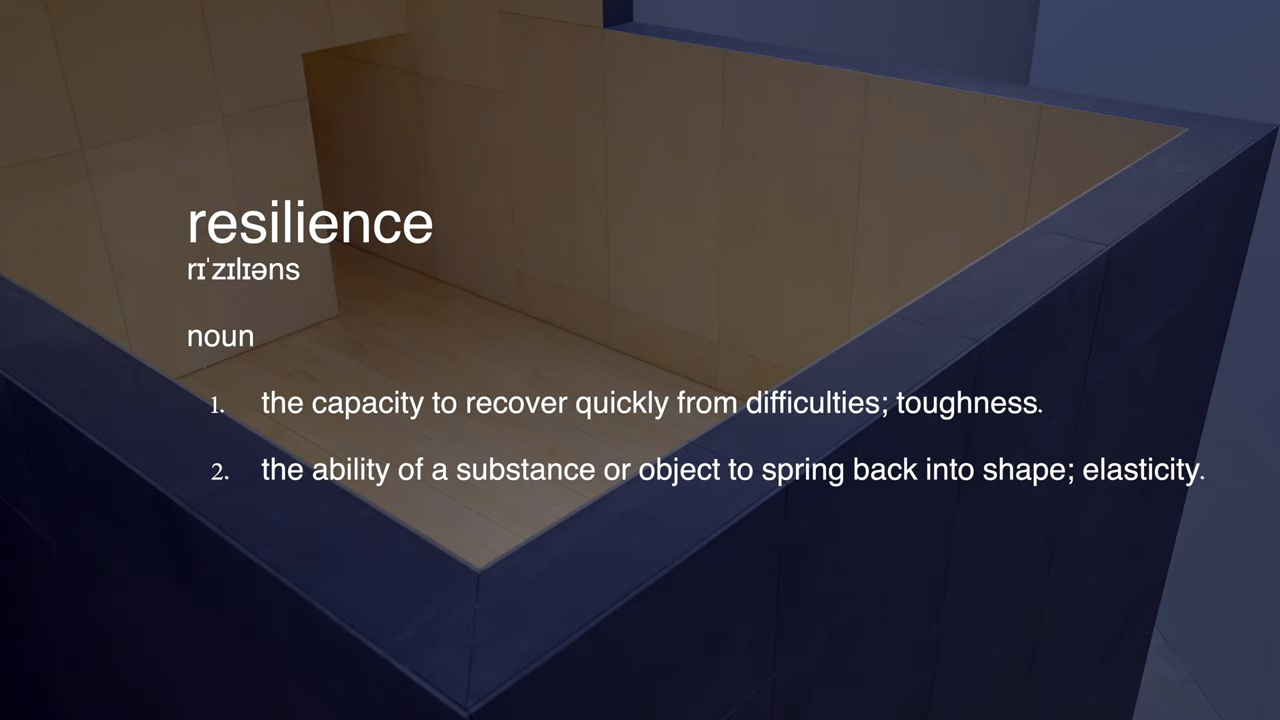 resilience
rɪˈzɪlɪəns
noun
1. the capacity to recover quickly from difficulties; toughness.
2. the ability of a substance or object to spring back into shape; elasticity.